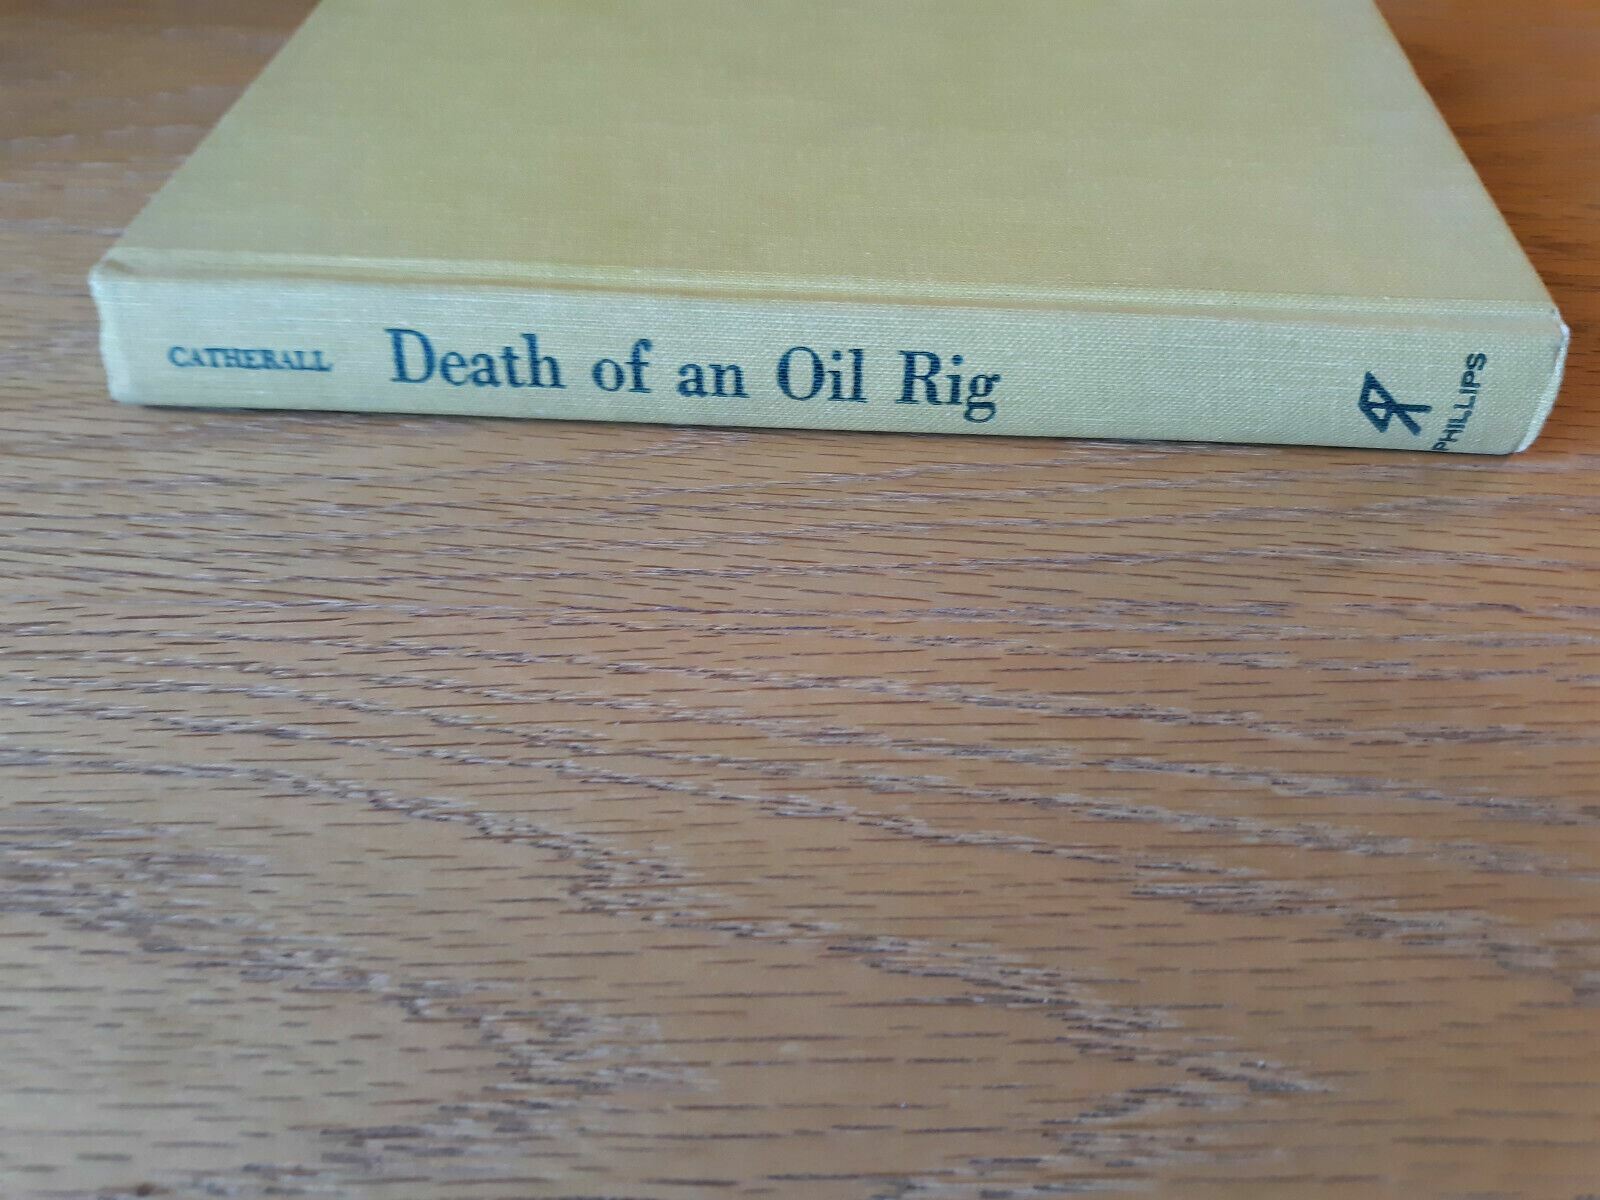 CATHERALL Death of an Oil Rig
PHILLIPS